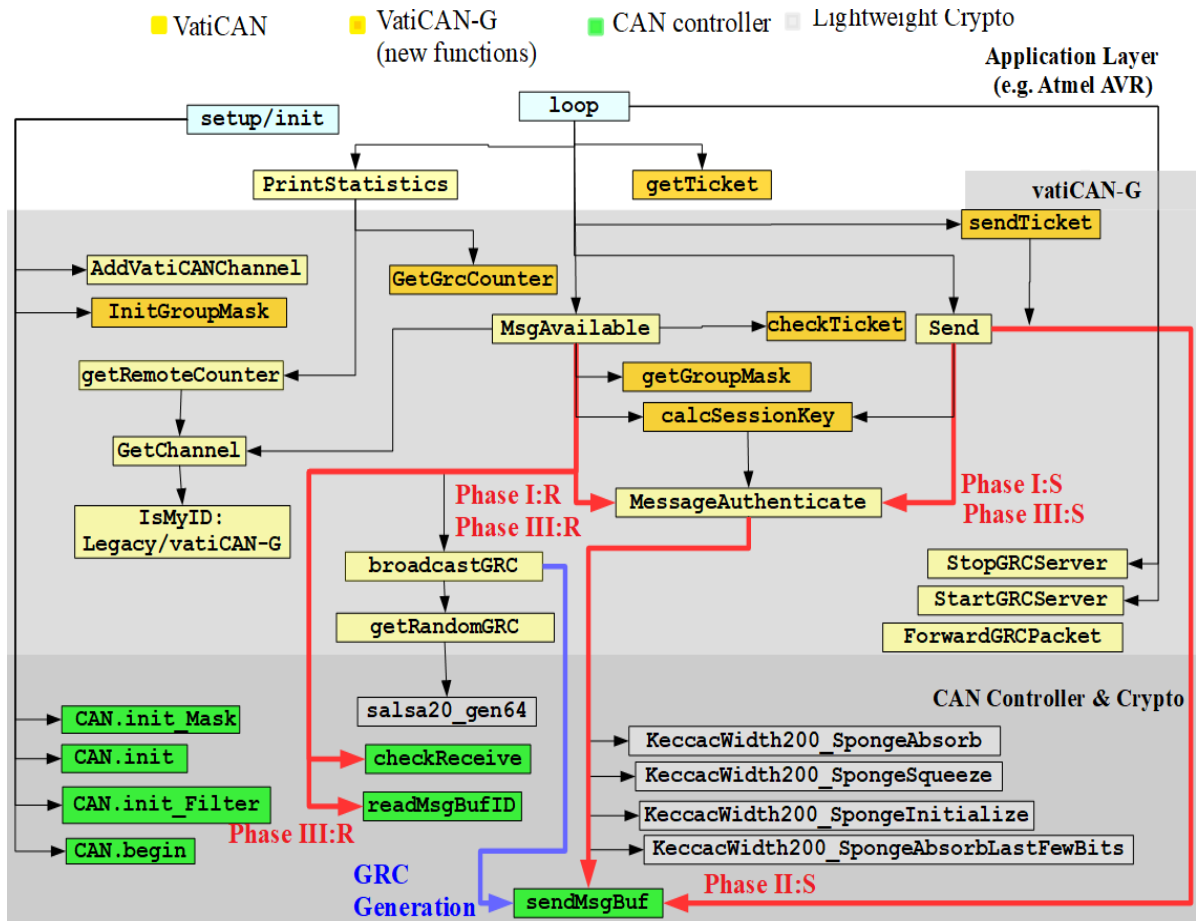 VatiCAN
VatiCAN-G
(new functions)
CAN controller
Lightweight Crypto
Application Layer
(e.g. Atmel AVR)
setup/init
loop
PrintStatistics
getTicket
vatiCAN-G
sendTicket
AddVatiCANChannel
GetGrcCounter
InitGroupMask
MsgAvailable
checkTicket
Send
getRemoteCounter
getGroupMask
calcSessionKey
GetChannel
Phase I:R
Phase III:R
MessageAuthenticate
Phase I:S
Phase III:S
IsMyID:
Legacy/vatiCAN-G
broadcastGRC
StopGRCServer
StartGRCServer
getRandomGRC
ForwardGRCPacket
CAN Controller & Crypto
salsa20_gen64
CAN.init_Mask
KeccacWidth200_SpongeAbsorb
CAN.init
checkReceive
KeccacWidth200_SpongeSqueeze
CAN.init_Filter
readMsgBufID
KeccacWidth200_SpongeInitialize
Phase III:R
CAN.begin
KeccacWidth200_SpongeAbsorbLastFewBits
GRC
Generation
Phase II:S
sendMsgBuf